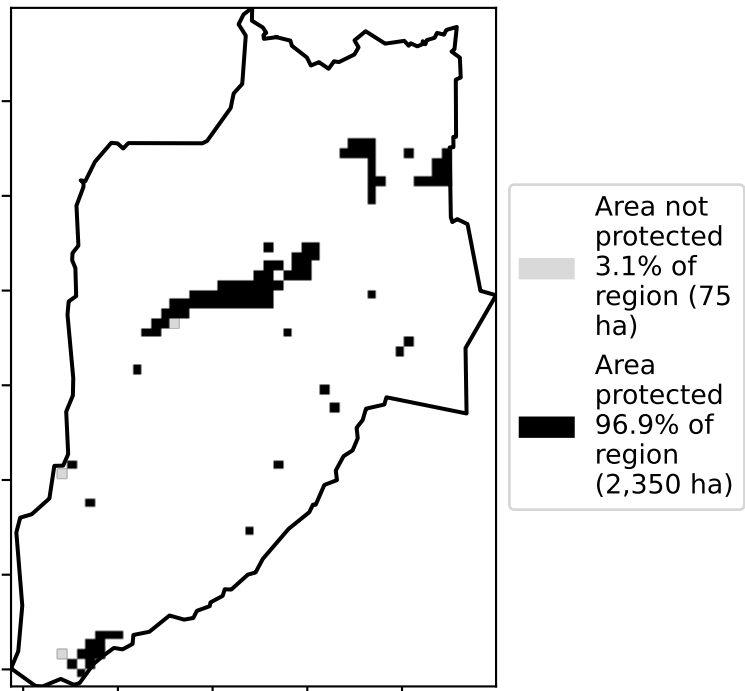 Area not
protected
3.1% of
region (75
ha)
Area
protected
96.9% of
region
(2,350 ha)